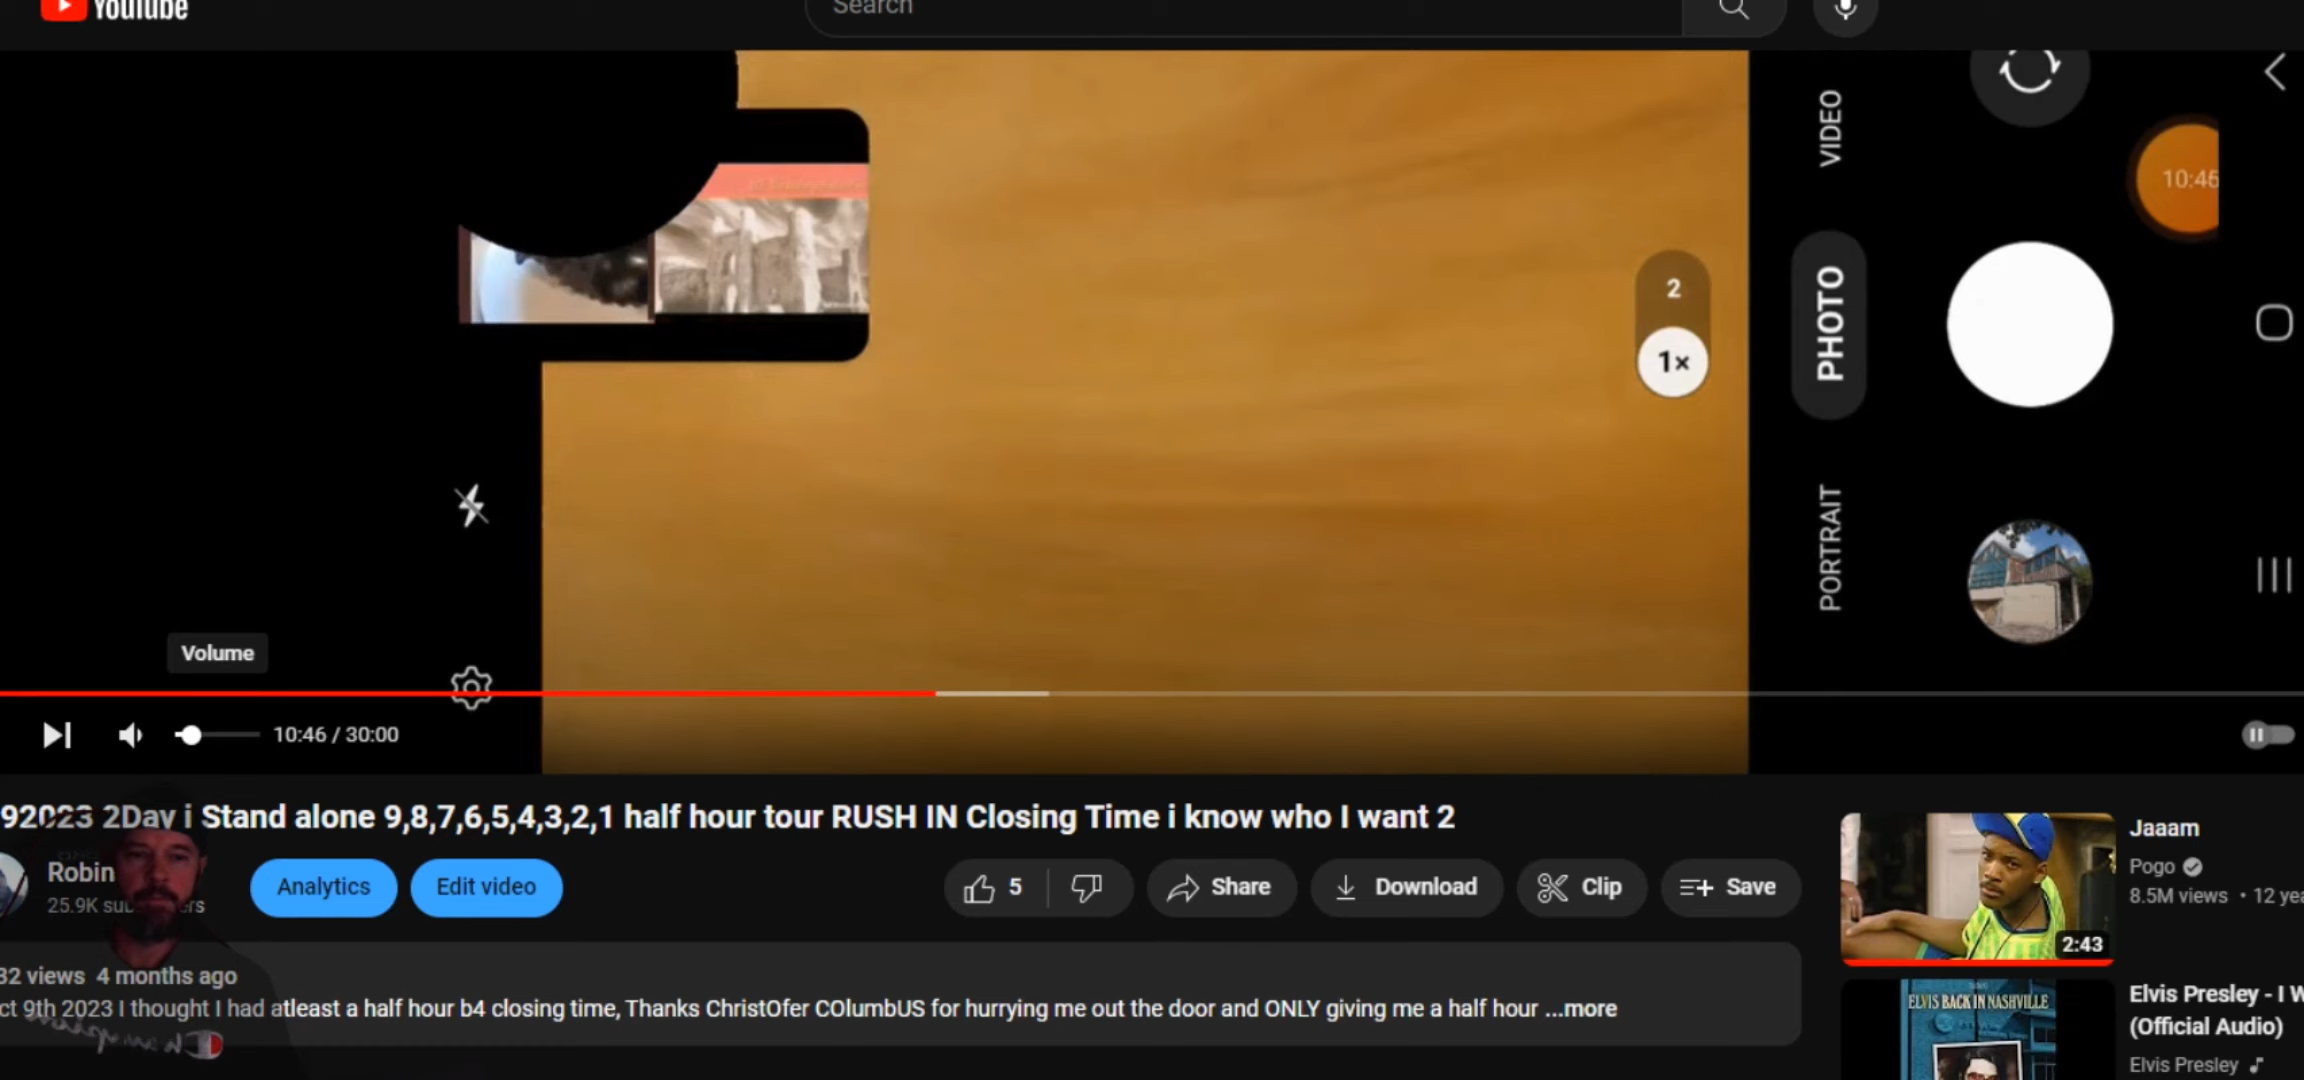 YouTube
Search
VIDEO
10:46
2
PHOTO
1×
PORTRAIT
Volume
10:46 / 30:00
92023 2Day i Stand alone 9,8,7,6,5,4,3,2,1 half hour tour RUSH IN Closing Time i know who I want 2
Robin
25.9K
Analytics
Edit video
5
Share
Download
Clip
Save
32 views 4 months ago
ct 9th 2023 I thought I had atleast a half hour b4 closing time, Thanks ChristOfer COlumbUS for hurrying me out the door and ONLY giving me a half hour ...more
Jaaam
Pogo
8.5M views • 12 yea
2:43
ELVIS BACK IN NASHVILLE
Elvis Presley - I W
(Official Audio)
Elvis Presley